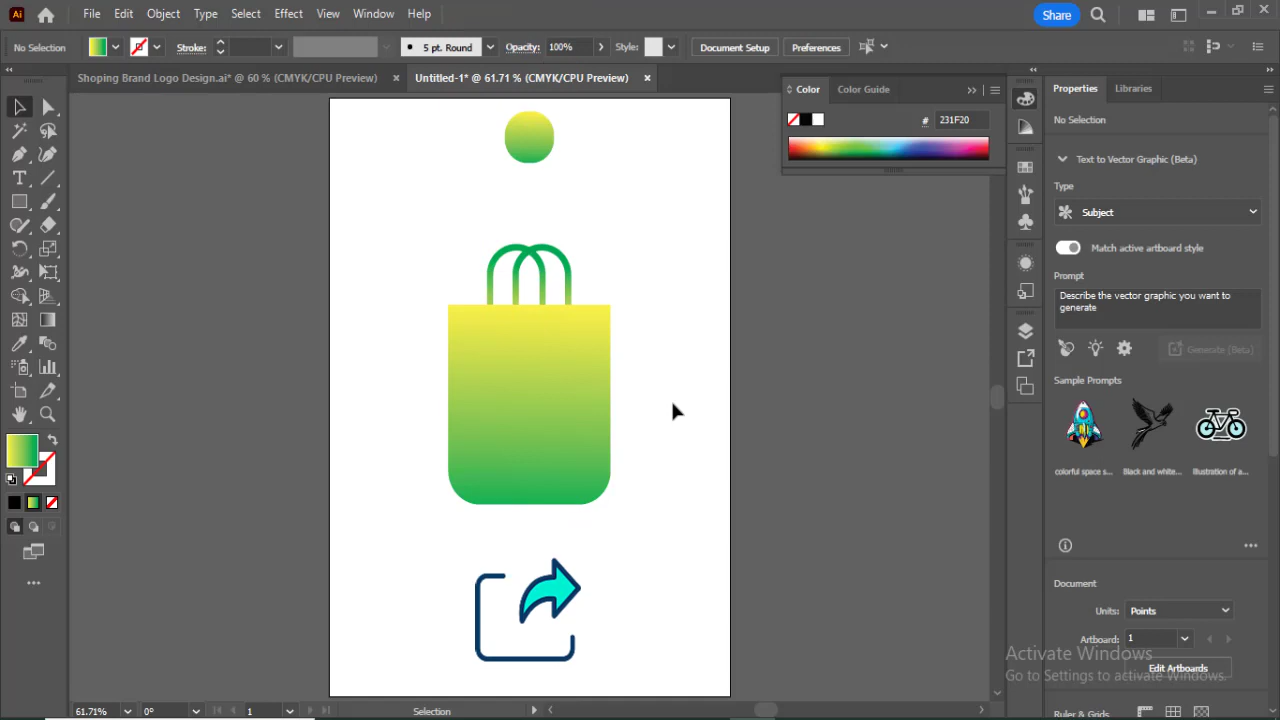 Ai File Edit Object Type Select Effect View Window Help Share
No Selection Stroke: 5 pt. Round Opacity: 100% Style: Document Setup Preferences
Shoping Brand Logo Design.ai* @ 60 % (CMYK/CPU Preview) × Untitled-1* @ 61.71 % (CMYK/CPU Preview) ×
Color Color Guide
# 231F20
Properties Libraries
No Selection
Text to Vector Graphic (Beta)
Type
Subject
Match active artboard style
Prompt
Describe the vector graphic you want to
generate
Generate (Beta)
Sample Prompts
colorful space s... Black and white... Illustration of a...
Document
Units: Points
Artboard: 1
Edit Artboards
Ruler & Grids
Activate Windows
Go to Settings to activate Windows.
61.71% 0° 1 Selection